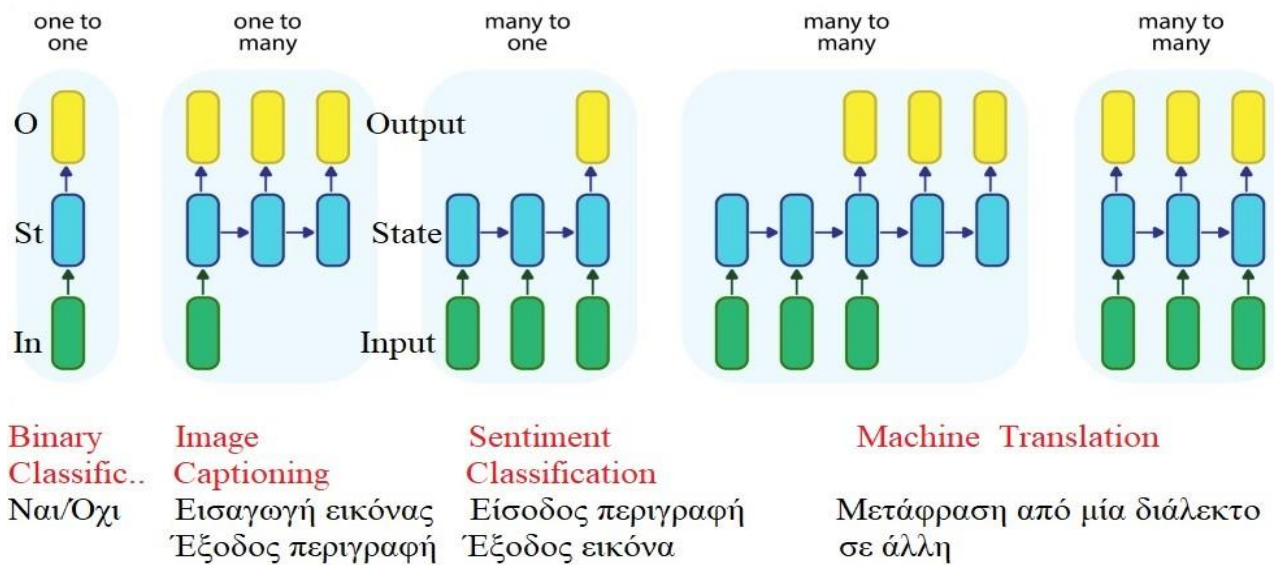 one to
one
one to
many
many to
one
many to
many
many to
many
O
Output
St
State
In
Input
Binary
Classific..
Ναι/Όχι
Image
Captioning
Εισαγωγή εικόνας
Έξοδος περιγραφή
Sentiment
Classification
Είσοδος περιγραφή
Έξοδος εικόνα
Machine Translation
Μετάφραση από μία διάλεκτο
σε άλλη